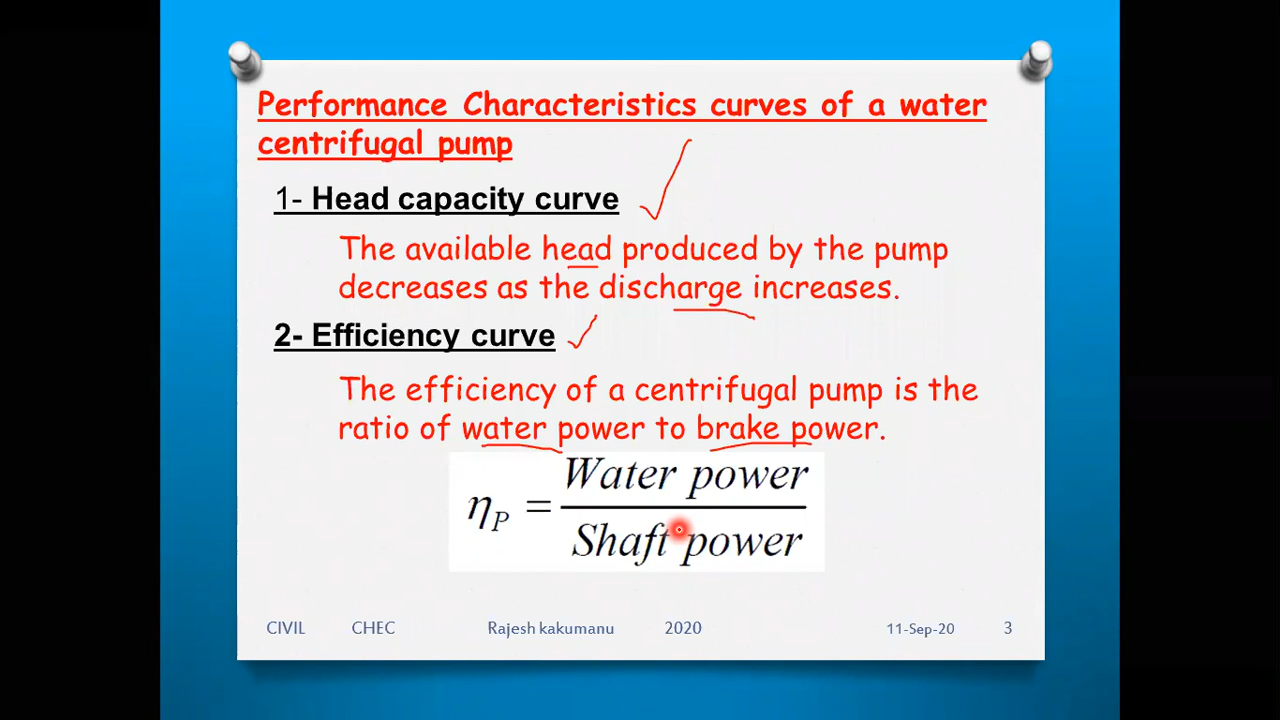 Performance Characteristics curves of a water
centrifugal pump
1- Head capacity curve
The available head produced by the pump
decreases as the discharge increases.
2- Efficiency curve
The efficiency of a centrifugal pump is the
ratio of water power to brake power.
ηP = Water power
Shaft power
CIVIL CHEC Rajesh kakumanu 2020 11-Sep-20 3